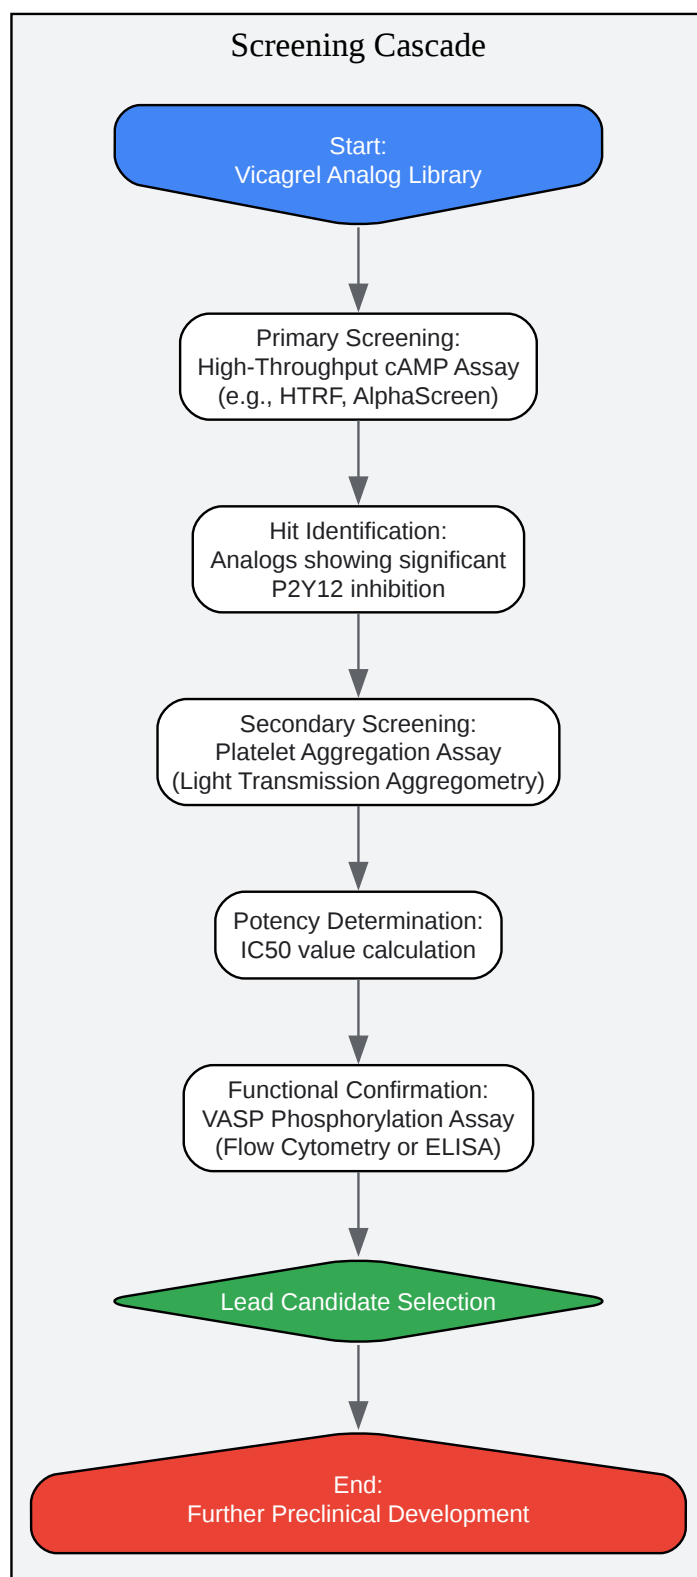 Screening Cascade
Start:
Vicagrel Analog Library
Primary Screening:
High-Throughput cAMP Assay
(e.g., HTRF, AlphaScreen)
Hit Identification:
Analogs showing significant
P2Y12 inhibition
Secondary Screening:
Platelet Aggregation Assay
(Light Transmission Aggregometry)
Potency Determination:
IC50 value calculation
Functional Confirmation:
VASP Phosphorylation Assay
(Flow Cytometry or ELISA)
Lead Candidate Selection
End:
Further Preclinical Development